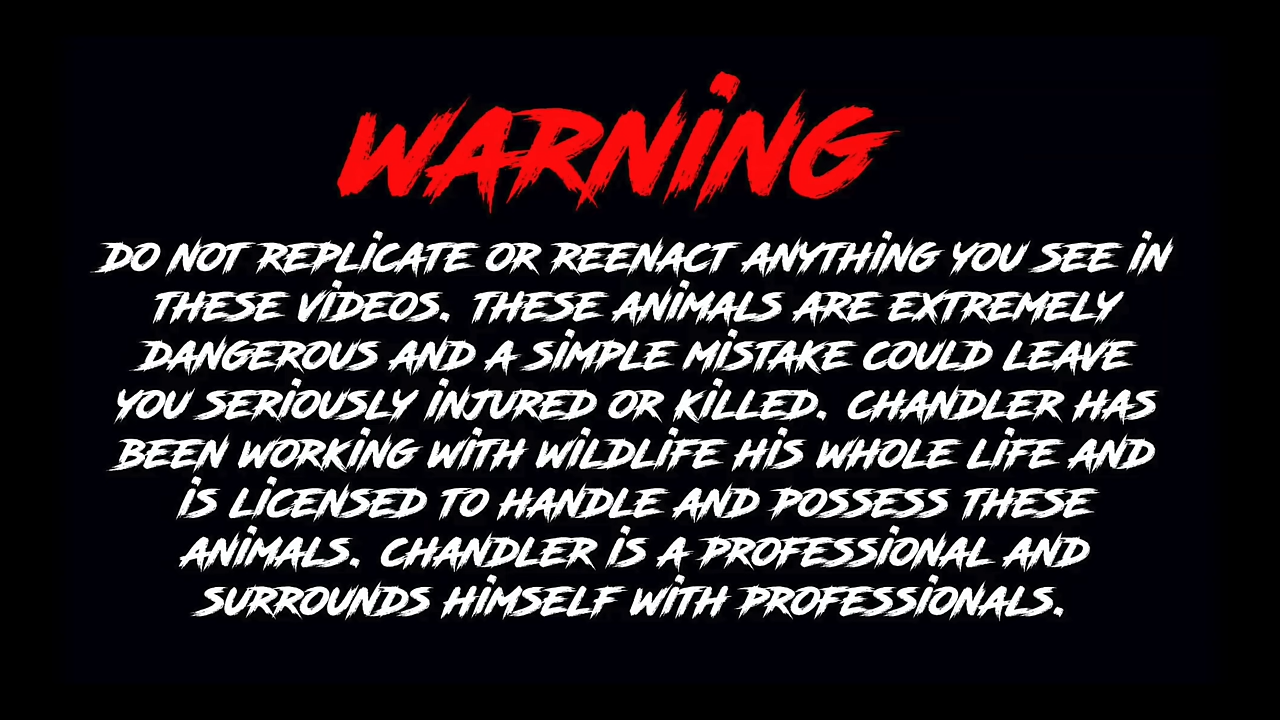 WARNING
DO NOT REPLICATE OR REENACT ANYTHING YOU SEE IN
THESE VIDEOS. THESE ANIMALS ARE EXTREMELY
DANGEROUS AND A SIMPLE MISTAKE COULD LEAVE
YOU SERIOUSLY INJURED OR KILLED. CHANDLER HAS
BEEN WORKING WITH WILDLIFE HIS WHOLE LIFE AND
IS LICENSED TO HANDLE AND POSSESS THESE
ANIMALS. CHANDLER IS A PROFESSIONAL AND
SURROUNDS HIMSELF WITH PROFESSIONALS.